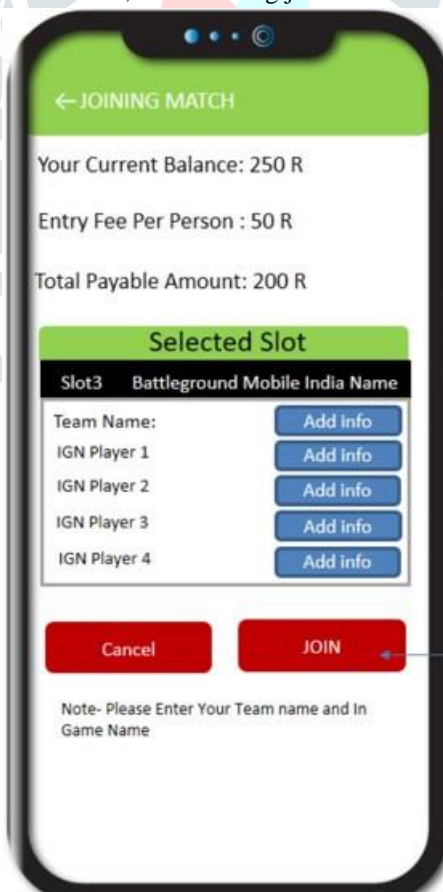 ←JOINING MATCH
Your Current Balance: 250 R
Entry Fee Per Person : 50 R
Total Payable Amount: 200 R
Selected Slot
Slot3 Battleground Mobile India Name
Team Name: Add info
IGN Player 1 Add info
IGN Player 2 Add info
IGN Player 3 Add info
IGN Player 4 Add info
Cancel JOIN
Note- Please Enter Your Team name and In
Game Name